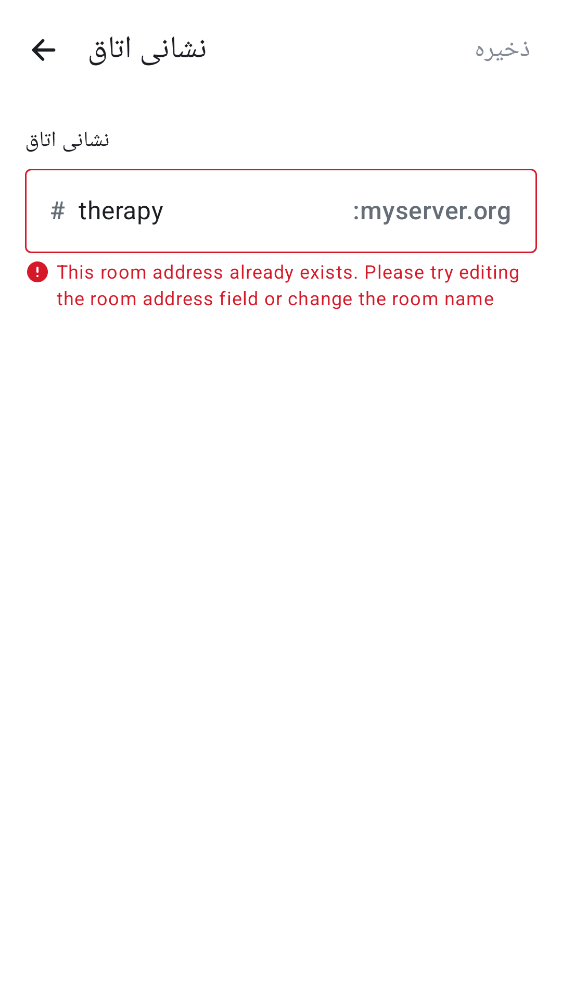 نشانی اتاق
ذخیره
نشانی اتاق
# therapy :myserver.org
This room address already exists. Please try editing
the room address field or change the room name